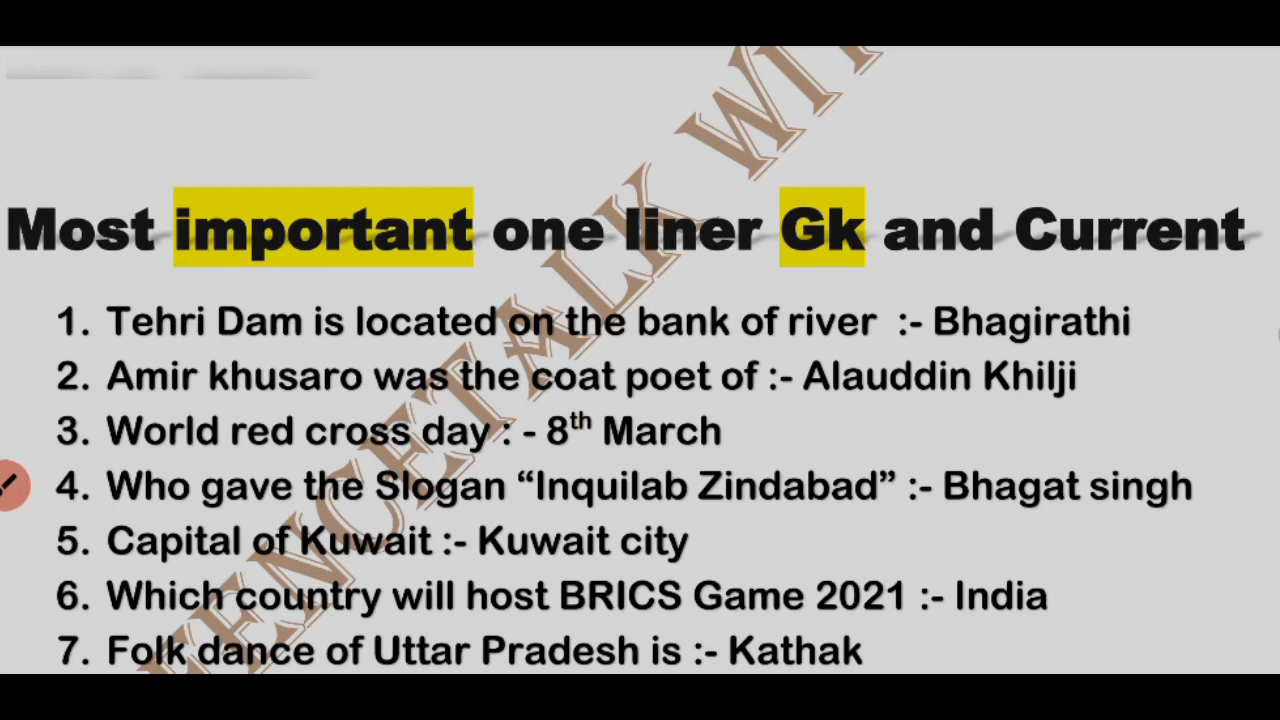 Most important one liner Gk and Current
1. Tehri Dam is located on the bank of river :- Bhagirathi
2. Amir khusaro was the coat poet of :- Alauddin Khilji
3. World red cross day : - 8th March
4. Who gave the Slogan “Inquilab Zindabad” :- Bhagat singh
5. Capital of Kuwait :- Kuwait city
6. Which country will host BRICS Game 2021 :- India
7. Folk dance of Uttar Pradesh is :- Kathak